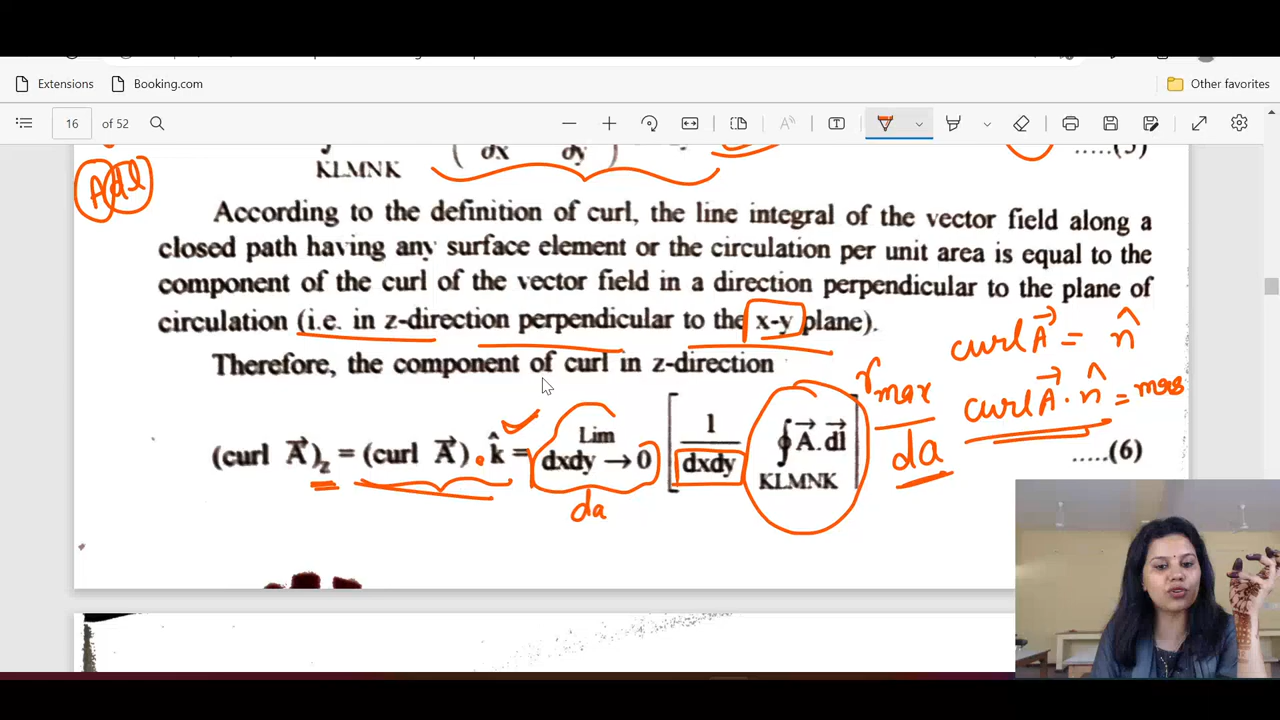 Extensions Booking.com Other favorites
16 of 52
KLMNK ( dx dy )
Adl
According to the definition of curl, the line integral of the vector field along a
closed path having any surface element or the circulation per unit area is equal to the
component of the curl of the vector field in a direction perpendicular to the plane of
circulation (i.e. in z-direction perpendicular to the x-y plane).
curl A⃗ = n̂
Therefore, the component of curl in z-direction
rmax/da
curl A⃗ . n̂ =
(curl A⃗)z = (curl A⃗) . k̂ = Lim dxdy → 0 [ 1/dxdy ∮KLMNK A⃗.dl⃗ ] .....(6)
da